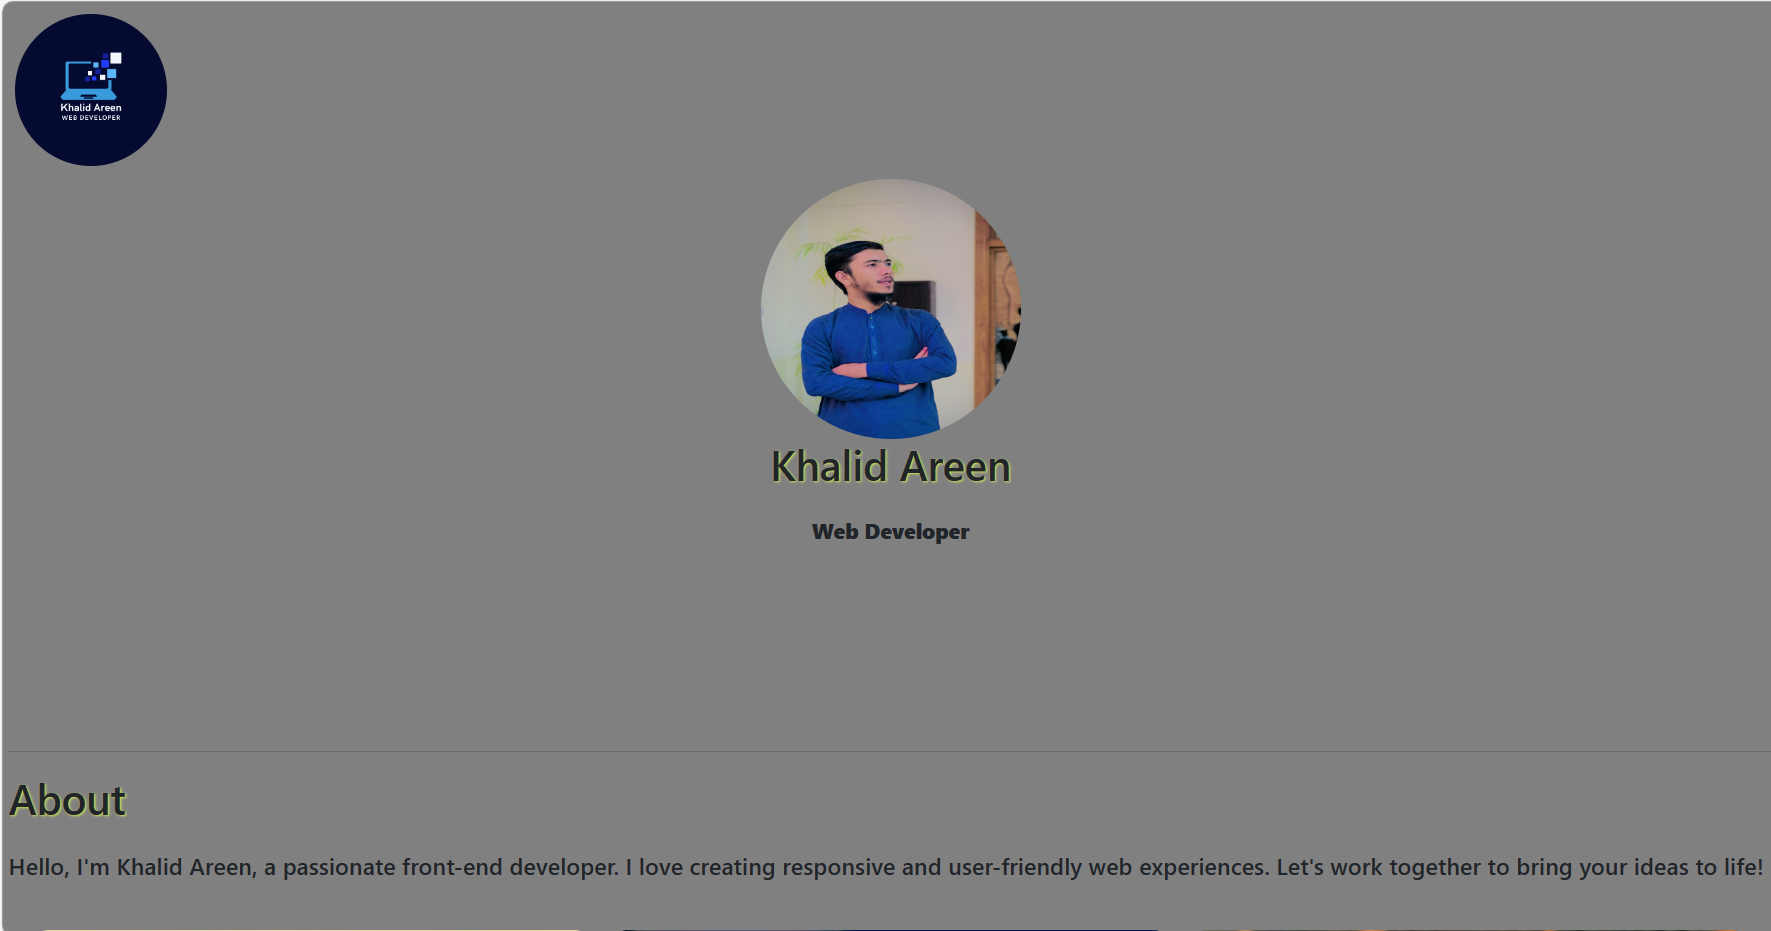 Khalid Areen
WEB DEVELOPER
Khalid Areen
Web Developer
About
Hello, I'm Khalid Areen, a passionate front-end developer. I love creating responsive and user-friendly web experiences. Let's work together to bring your ideas to life!